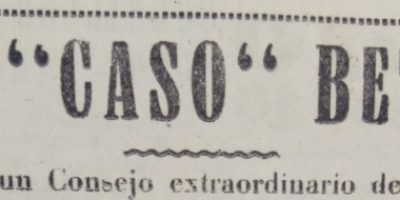 “CASO“ BE
un Consejo extraordinario de